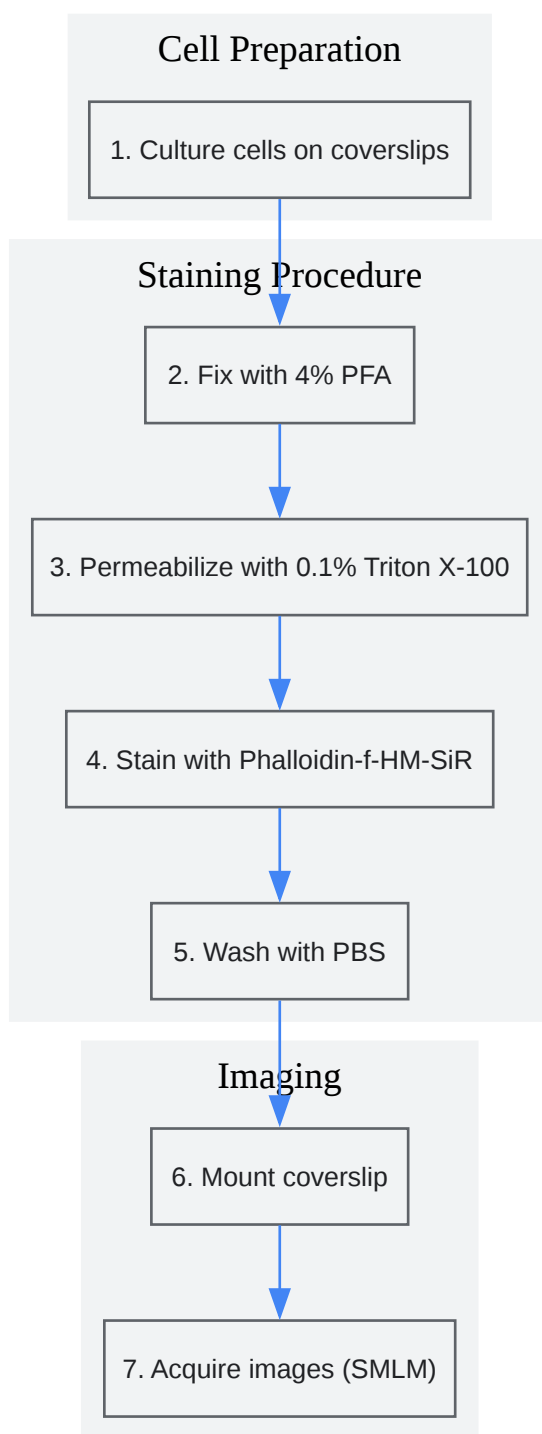 Cell Preparation
1. Culture cells on coverslips
Staining Procedure
2. Fix with 4% PFA
3. Permeabilize with 0.1% Triton X-100
4. Stain with Phalloidin-f-HM-SiR
5. Wash with PBS
Imaging
6. Mount coverslip
7. Acquire images (SMLM)